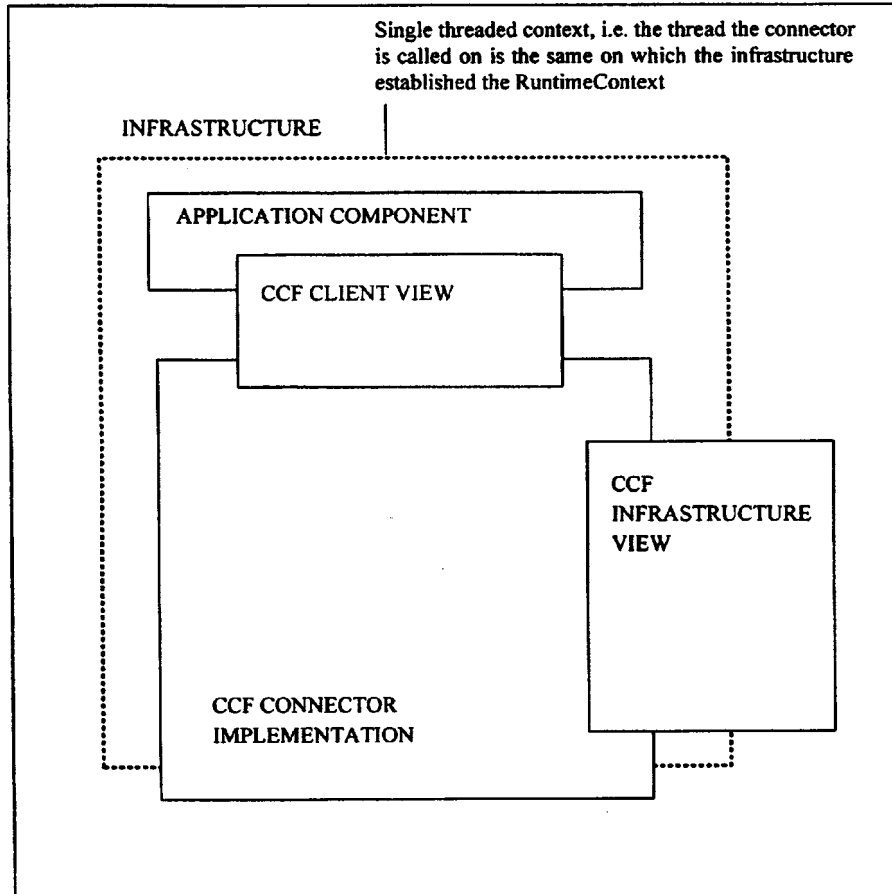 Single threaded context, i.e. the thread the connector
is called on is the same on which the infrastructure
established the RuntimeContext
INFRASTRUCTURE
APPLICATION COMPONENT
CCF CLIENT VIEW
CCF
INFRASTRUCTURE
VIEW
CCF CONNECTOR
IMPLEMENTATION